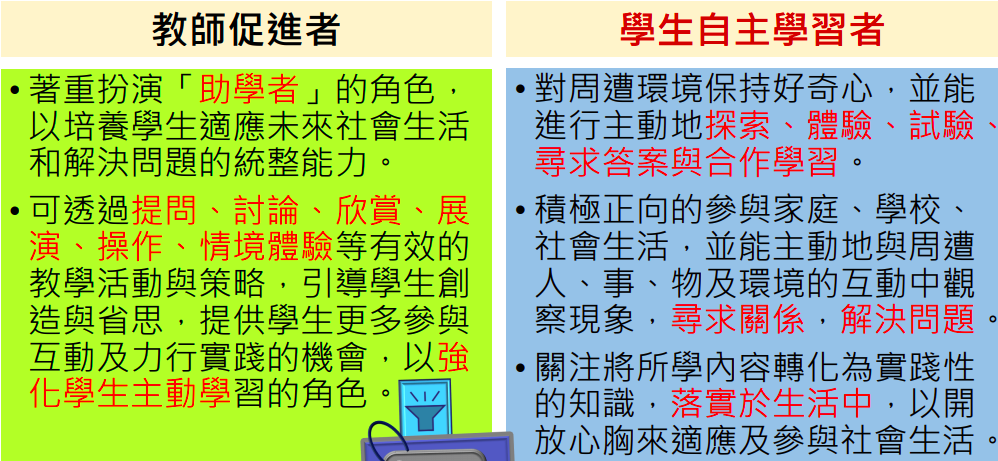 教師促進者
• 著重扮演「助學者」的角色，
以培養學生適應未來社會生活
和解決問題的統整能力。
• 可透過提問、討論、欣賞、展
演、操作、情境體驗等有效的
教學活動與策略，引導學生創
造與省思，提供學生更多參與
互動及力行實踐的機會，以強
化學生主動學習的角色。
學生自主學習者
• 對周遭環境保持好奇心，並能
進行主動地探索、體驗、試驗、
尋求答案與合作學習。
• 積極正向的參與家庭、學校、
社會生活，並能主動地與周遭
人、事、物及環境的互動中觀
察現象，尋求關係，解決問題。
• 關注將所學內容轉化為實踐性
的知識，落實於生活中，以開
放心胸來適應及參與社會生活。